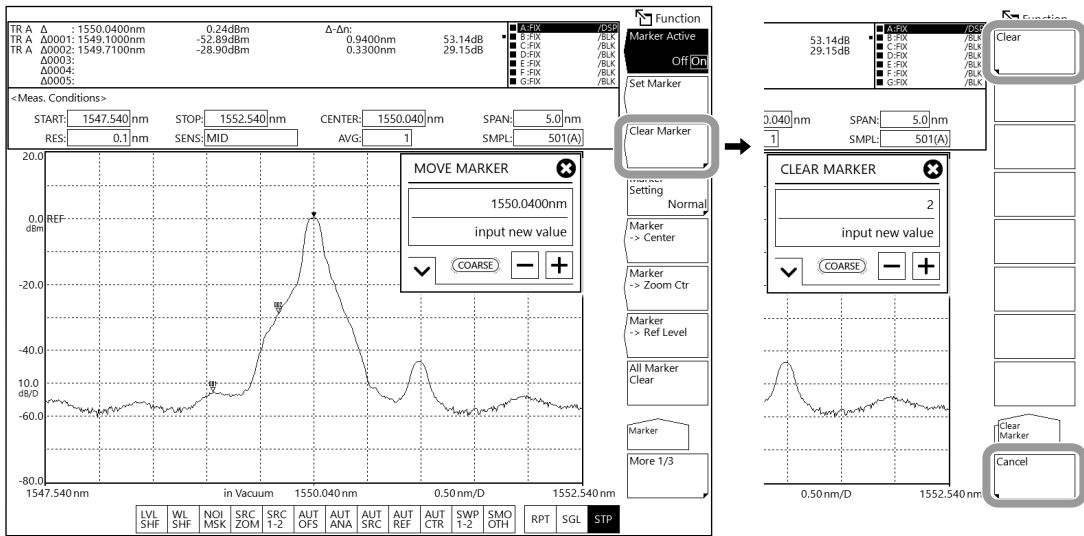 Function
TR A Δ : 1550.0400nm 0.24dBm Δ-Δn:
TR A Δ0001: 1549.1000nm -52.89dBm 0.9400nm 53.14dB
TR A Δ0002: 1549.7100nm -28.90dBm 0.3300nm 29.15dB
Δ0003:
Δ0004:
Δ0005:
A:FIX /DSP
B:FIX /BLK
C:FIX /BLK
D:FIX /BLK
E:FIX /BLK
F:FIX /BLK
G:FIX /BLK
<Meas. Conditions>
START: 1547.540 nm STOP: 1552.540 nm CENTER: 1550.040 nm SPAN: 5.0 nm
RES: 0.1 nm SENS: MID AVG: 1 SMPL: 501(A)
20.0
0.0 REF
dBm
-20.0
-40.0
10.0
dB/D
-60.0
-80.0
002
001
MOVE MARKER
1550.0400nm
input new value
COARSE
1547.540 nm in Vacuum 1550.040 nm 0.50 nm/D 1552.540 nm
LVL SHF
WL SHF
NOI MSK
SRC ZOM
SRC 1-2
AUT OFS
AUT ANA
AUT SRC
AUT REF
AUT CTR
SWP 1-2
SMO OTH
RPT
SGL
STP
Marker Active
Off On
Set Marker
Clear Marker
Marker
Setting
Normal
Marker
-> Center
Marker
-> Zoom Ctr
Marker
-> Ref Level
All Marker
Clear
Marker
More 1/3
Function
53.14dB
29.15dB
A:FIX /DSP
B:FIX /BLK
C:FIX /BLK
D:FIX /BLK
E:FIX /BLK
F:FIX /BLK
G:FIX /BLK
0.040 nm SPAN: 5.0 nm
1 SMPL: 501(A)
CLEAR MARKER
2
input new value
COARSE
0.50 nm/D 1552.540 nm
Clear
Clear
Marker
Cancel